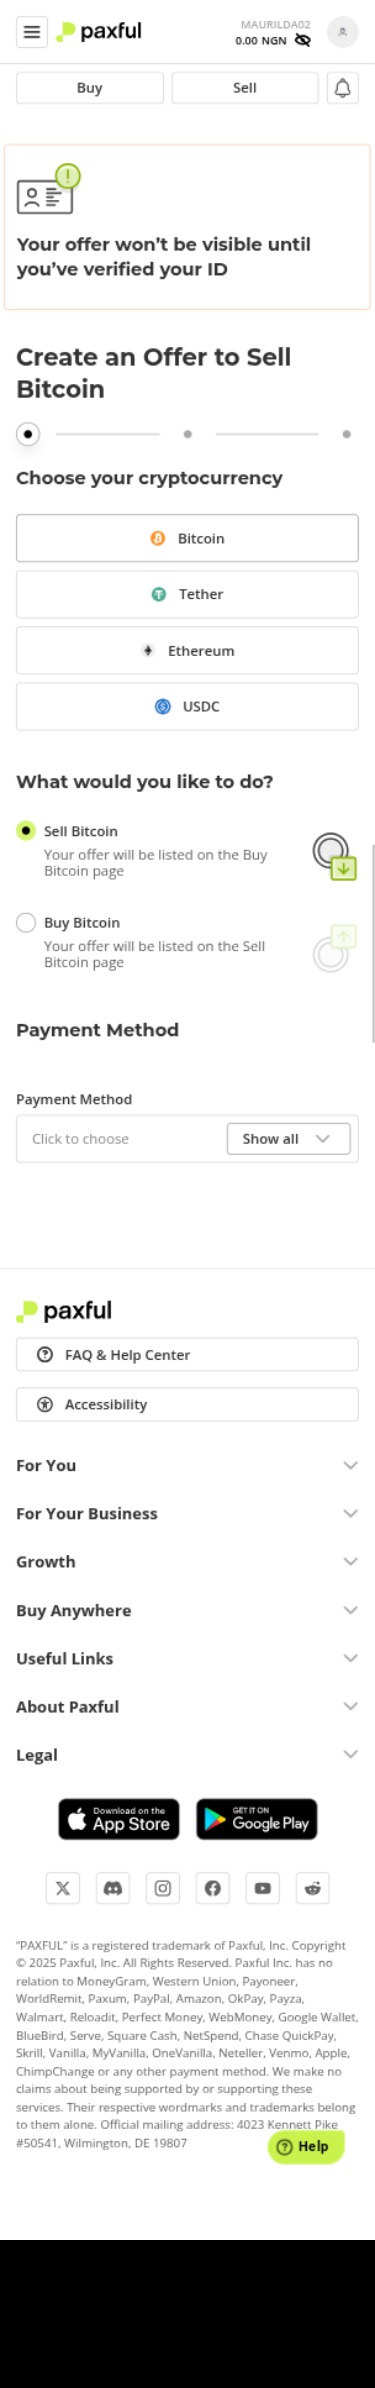 paxful
MAURILDA02
0.00 NGN
Buy
Sell
Your offer won’t be visible until
you’ve verified your ID
Create an Offer to Sell
Bitcoin
Choose your cryptocurrency
Bitcoin
Tether
Ethereum
USDC
What would you like to do?
Sell Bitcoin
Your offer will be listed on the Buy
Bitcoin page
Buy Bitcoin
Your offer will be listed on the Sell
Bitcoin page
Payment Method
Payment Method
Click to choose
Show all
paxful
FAQ & Help Center
Accessibility
For You
For Your Business
Growth
Buy Anywhere
Useful Links
About Paxful
Legal
Download on the
App Store
GET IT ON
Google Play
“PAXFUL” is a registered trademark of Paxful, Inc. Copyright
© 2025 Paxful, Inc. All Rights Reserved. Paxful Inc. has no
relation to MoneyGram, Western Union, Payoneer,
WorldRemit, Paxum, PayPal, Amazon, OkPay, Payza,
Walmart, Reloadit, Perfect Money, WebMoney, Google Wallet,
BlueBird, Serve, Square Cash, NetSpend, Chase QuickPay,
Skrill, Vanilla, MyVanilla, OneVanilla, Neteller, Venmo, Apple,
ChimpChange or any other payment method. We make no
claims about being supported by or supporting these
services. Their respective wordmarks and trademarks belong
to them alone. Official mailing address: 4023 Kennett Pike
#50541, Wilmington, DE 19807
Help